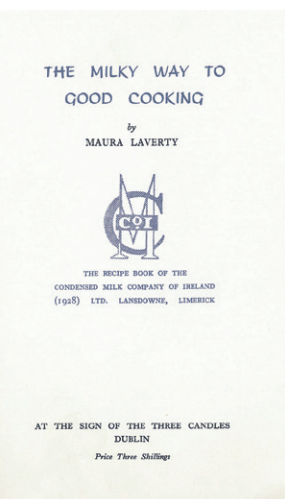 THE MILKY WAY TO
GOOD COOKING
by
MAURA LAVERTY
CMCoI
THE RECIPE BOOK OF THE
CONDENSED MILK COMPANY OF IRELAND
(1928) LTD. LANSDOWNE, LIMERICK
AT THE SIGN OF THE THREE CANDLES
DUBLIN
Price Three Shillings